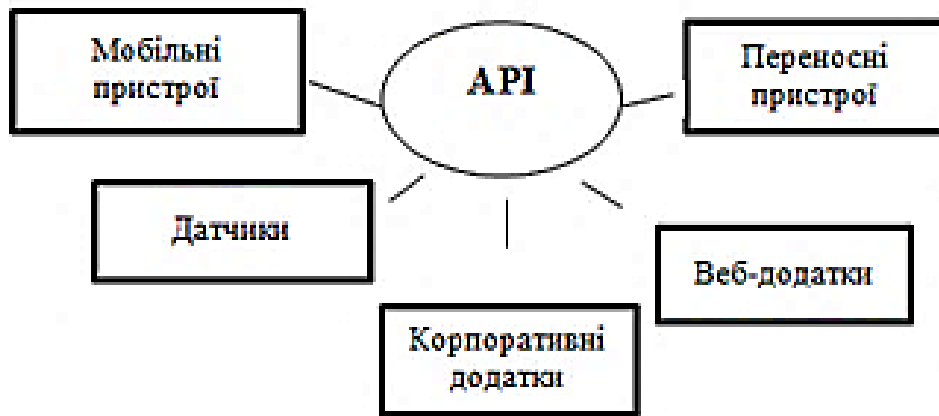 Мобільні
пристрої
API
Переносні
пристрої
Датчики
Веб-додатки
Корпоративні
додатки